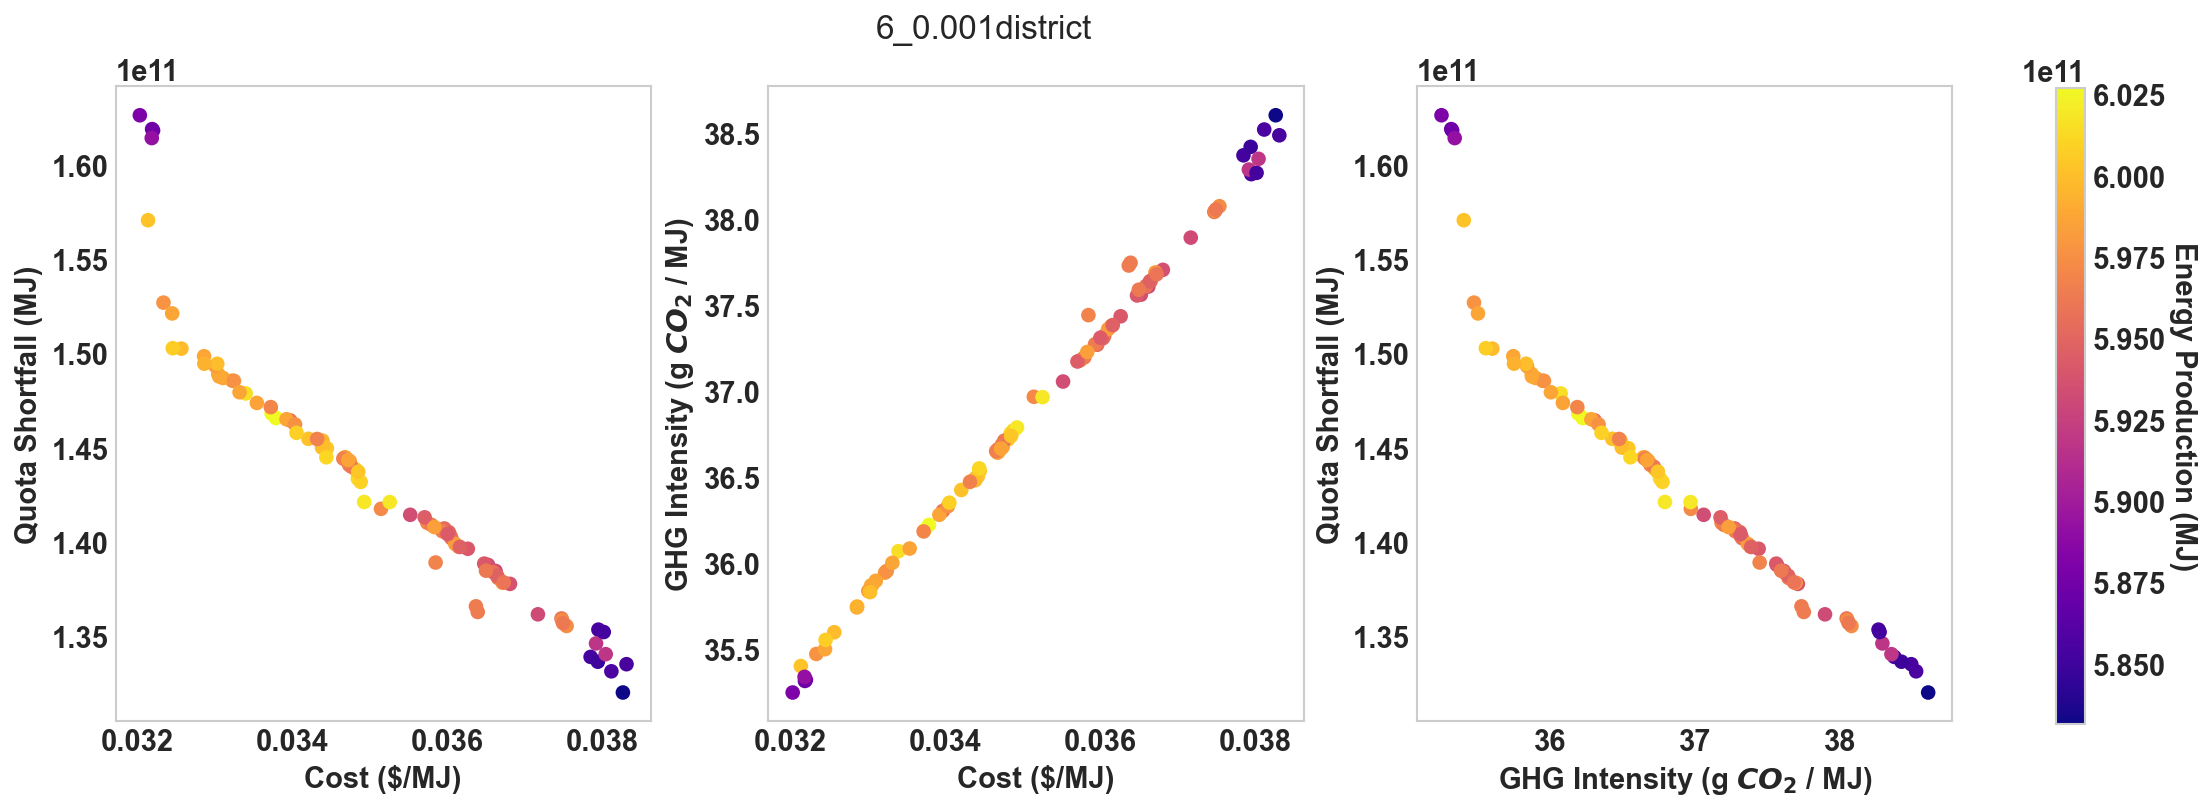 6_0.001district
1e11
1.60
1.55
1.50
1.45
1.40
1.35
Quota Shortfall (MJ)
0.032 0.034 0.036 0.038
Cost ($/MJ)
38.5
38.0
37.5
37.0
36.5
36.0
35.5
GHG Intensity (g CO2 / MJ)
0.032 0.034 0.036 0.038
Cost ($/MJ)
1e11
1.60
1.55
1.50
1.45
1.40
1.35
Quota Shortfall (MJ)
36 37 38
GHG Intensity (g CO2 / MJ)
1e11
6.025
6.000
5.975
5.950
5.925
5.900
5.875
5.850
Energy Production (MJ)